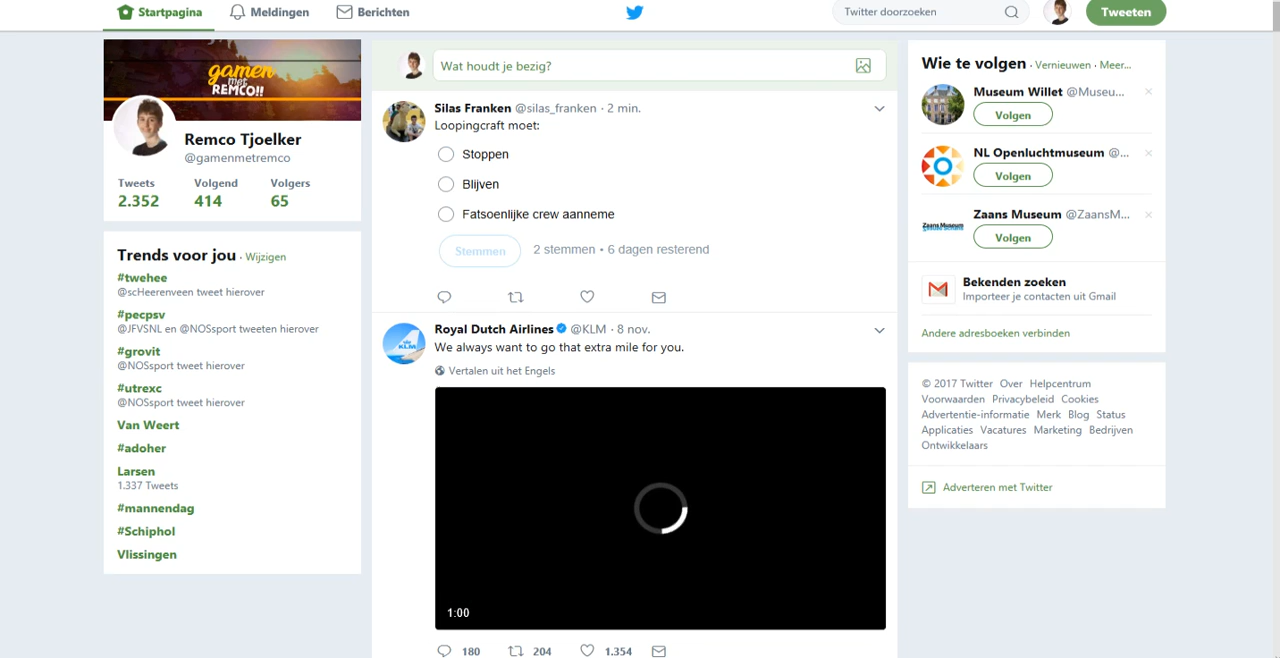 Startpagina
Meldingen
Berichten
Twitter doorzoeken
Tweeten
gamen
met
REMCO!!
Remco Tjoelker
@gamenmetremco
Tweets Volgend Volgers
2.352 414 65
Trends voor jou · Wijzigen
#twehee
@scHeerenveen tweet hierover
#pecpsv
@JFVSNL en @NOSsport tweeten hierover
#grovit
@NOSsport tweet hierover
#utrexc
@NOSsport tweet hierover
Van Weert
#adoher
Larsen
1.337 Tweets
#mannendag
#Schiphol
Vlissingen
Wat houdt je bezig?
Silas Franken @silas_franken · 2 min.
Loopingcraft moet:
Stoppen
Blijven
Fatsoenlijke crew aanneme
Stemmen
2 stemmen • 6 dagen resterend
Royal Dutch Airlines @KLM · 8 nov.
We always want to go that extra mile for you.
Vertalen uit het Engels
KLM
1:00
180 204 1.354
Wie te volgen · Vernieuwen · Meer...
Museum Willet @Museu...
Volgen
NL Openluchtmuseum @...
Volgen
Zaans Museum @ZaansM...
Zaans Museum
Volgen
Bekenden zoeken
Importeer je contacten uit Gmail
Andere adresboeken verbinden
© 2017 Twitter Over Helpcentrum
Voorwaarden Privacybeleid Cookies
Advertentie-informatie Merk Blog Status
Applicaties Vacatures Marketing Bedrijven
Ontwikkelaars
Adverteren met Twitter